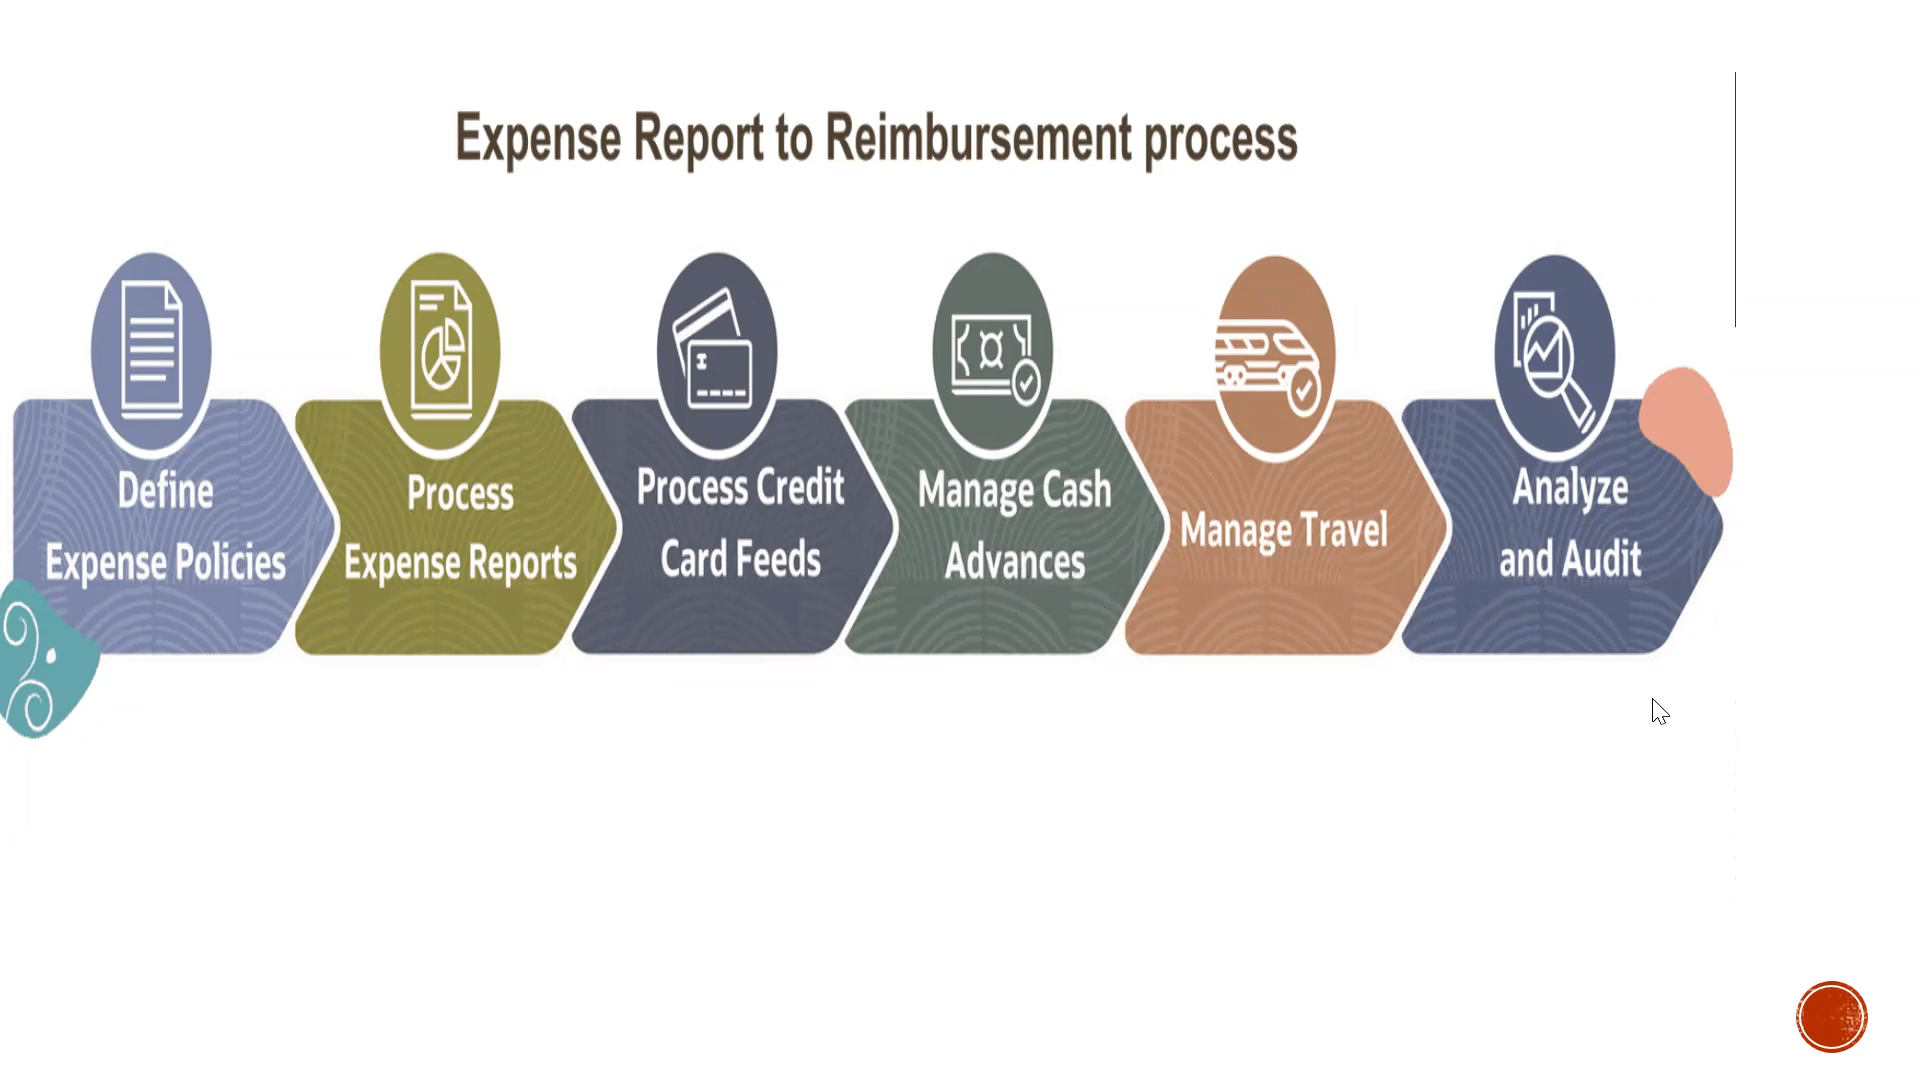 Expense Report to Reimbursement process
Define
Expense Policies
Process
Expense Reports
Process Credit
Card Feeds
Manage Cash
Advances
Manage Travel
Analyze
and Audit